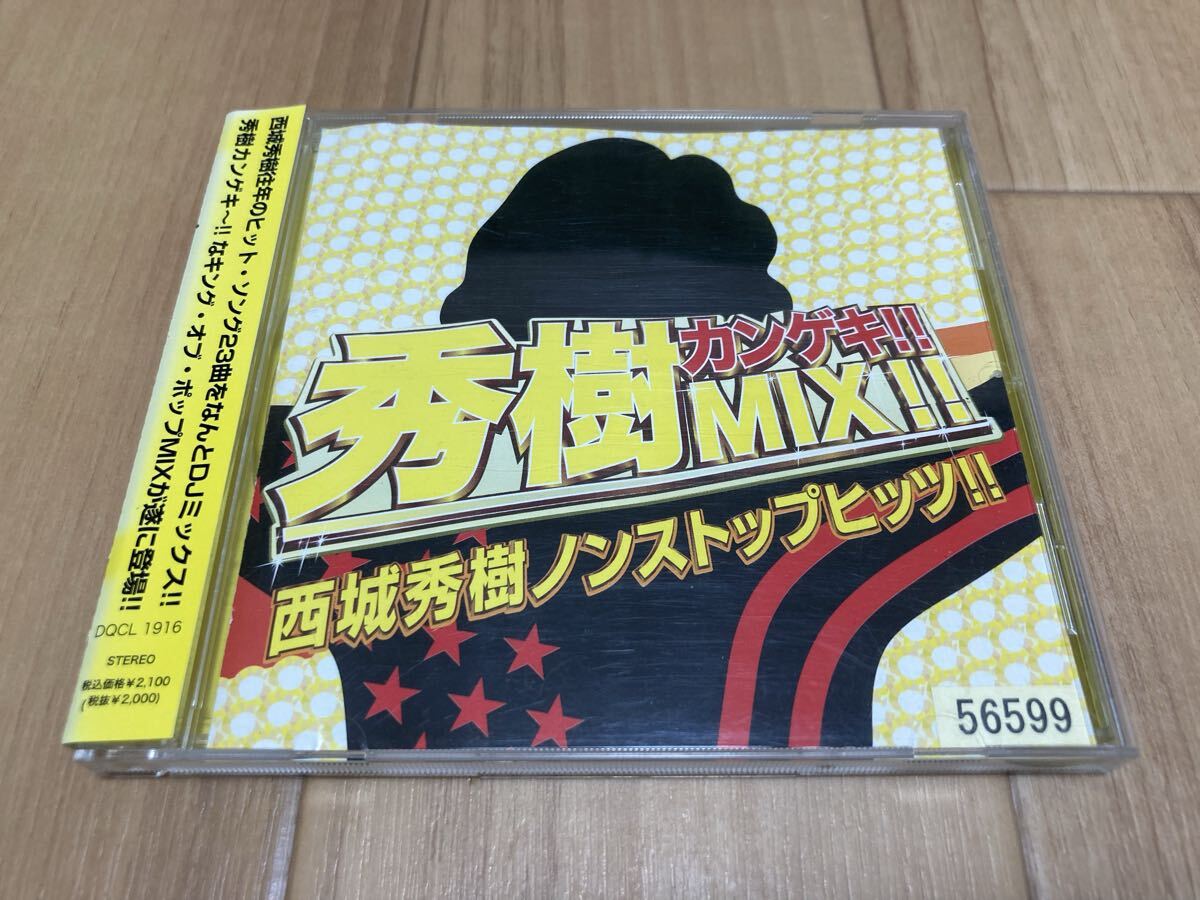 西城秀樹往年のヒット・ソング23曲をなんとDJミックス!!
秀樹カンゲキ〜!! なキング・オブ・ポップMIXが遂に登場!!
DQCL 1916
STEREO
税込価格¥2,100
(税抜¥2,000)
秀樹
カンゲキ!!
MIX!!
西城秀樹ノンストップヒッツ!!
56599